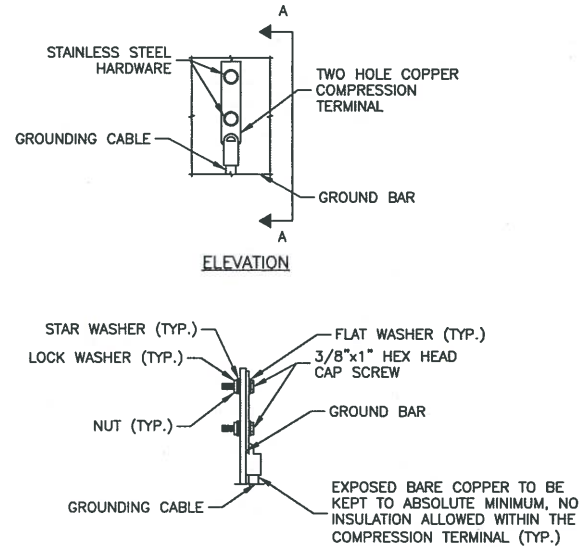 A
STAINLESS STEEL
HARDWARE
TWO HOLE COPPER
COMPRESSION
TERMINAL
GROUNDING CABLE
GROUND BAR
A
ELEVATION
STAR WASHER (TYP.)
FLAT WASHER (TYP.)
LOCK WASHER (TYP.)
3/8"x1" HEX HEAD
CAP SCREW
NUT (TYP.)
GROUND BAR
GROUNDING CABLE
EXPOSED BARE COPPER TO BE
KEPT TO ABSOLUTE MINIMUM, NO
INSULATION ALLOWED WITHIN THE
COMPRESSION TERMINAL (TYP.)